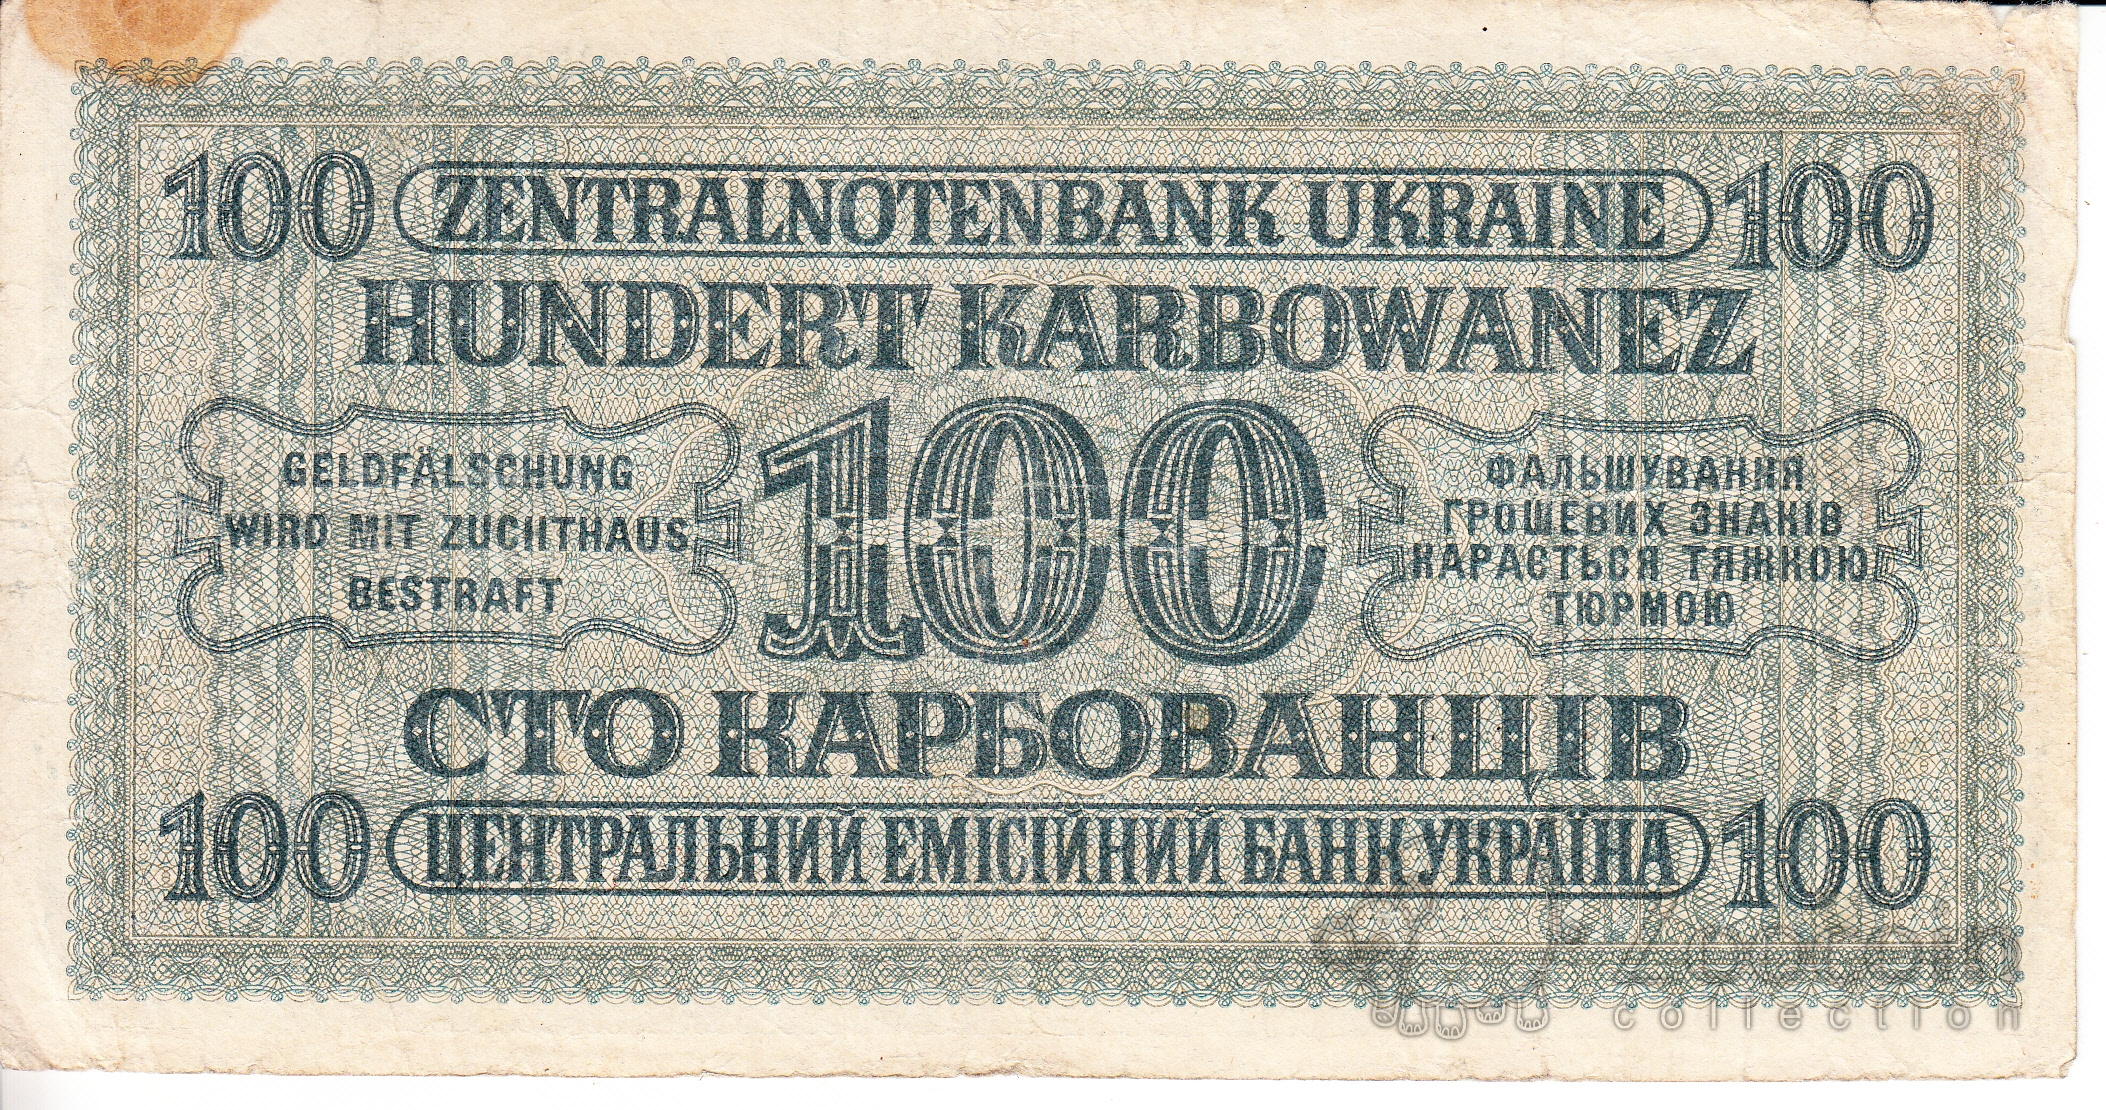 100 ZENTRALNOTENBANK UKRAINE 100
HUNDERT KARBOWANEZ
GELDFÄLSCHUNG
WIRD MIT ZUCHTHAUS
BESTRAFT
100
ФАЛЬШУВАННЯ
ГРОШЕВИХ ЗНАКІВ
КАРАЄТЬСЯ ТЯЖКОЮ
ТЮРМОЮ
СТО КАРБОВАНЦІВ
100 ЦЕНТРАЛЬНИЙ ЕМІСІЙНИЙ БАНК УКРАЇНА 100
collection